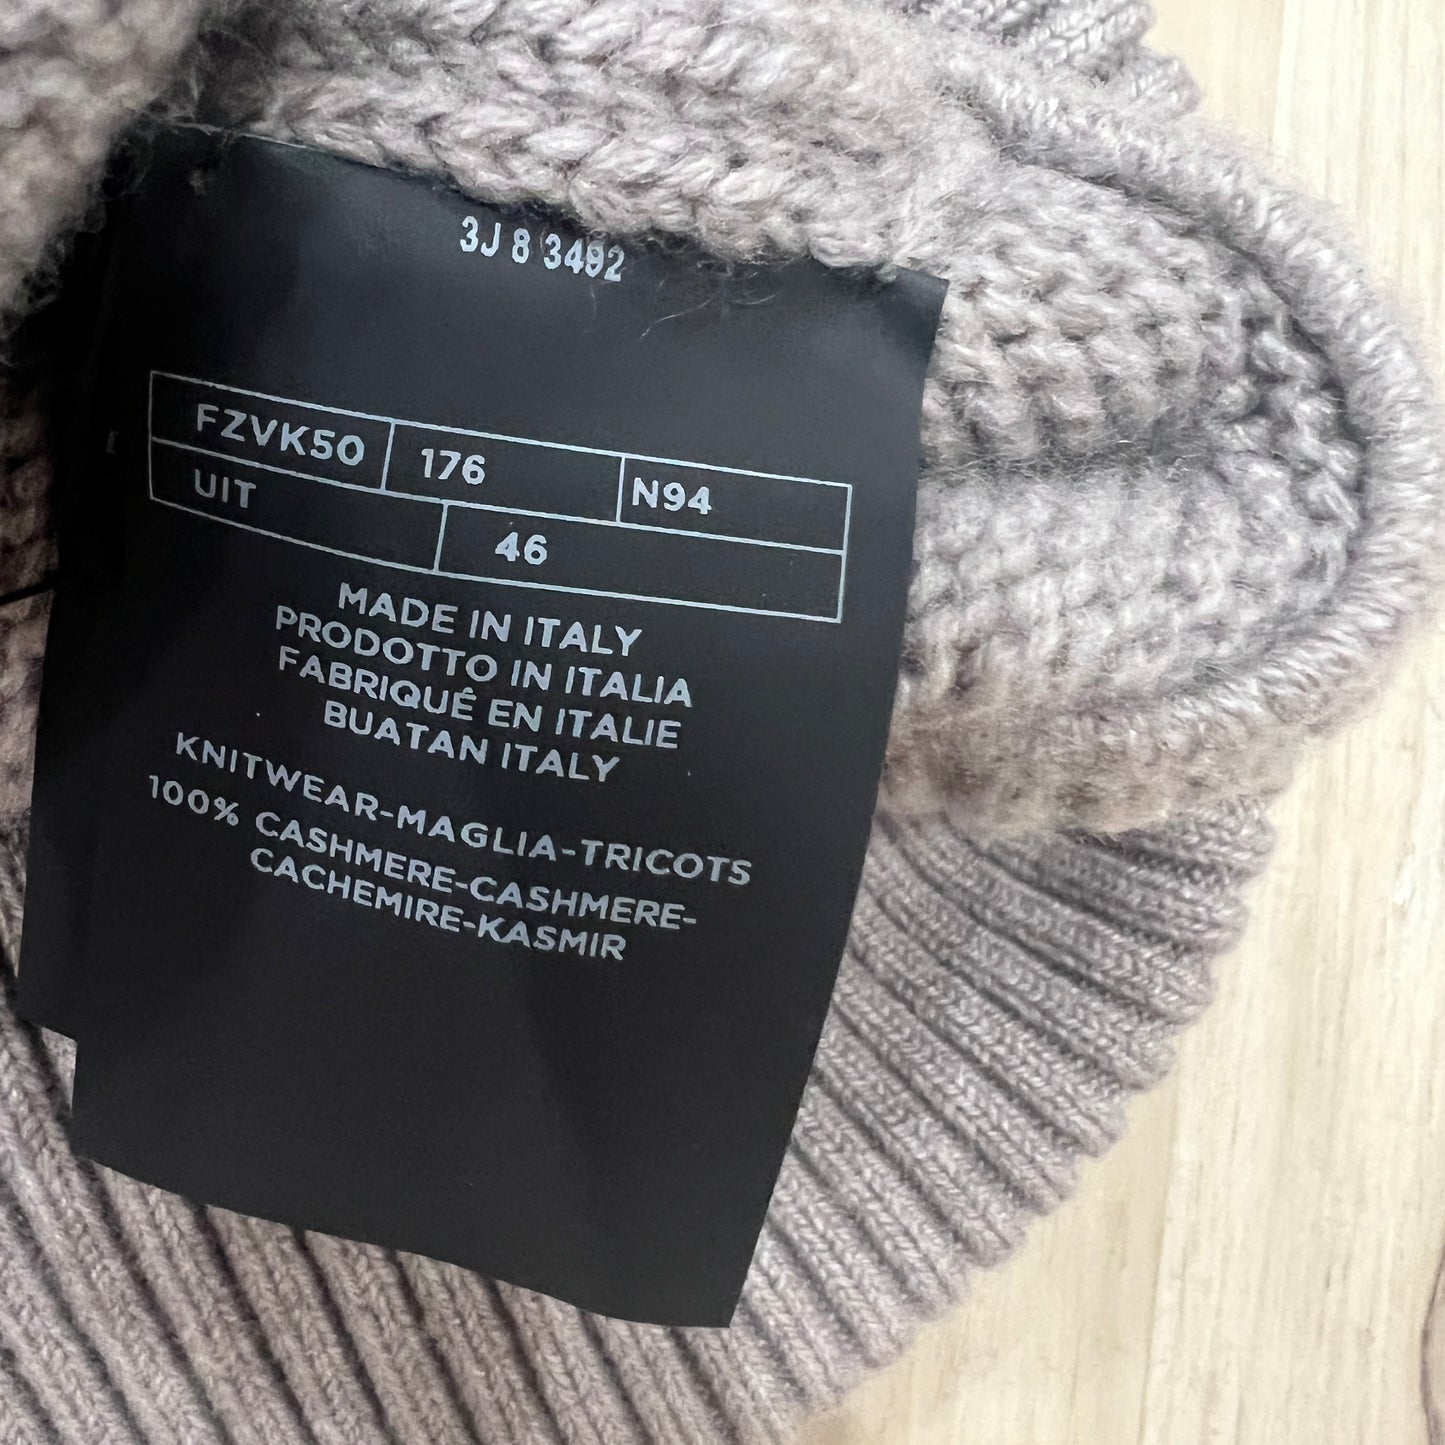 3J 8 3492
FZVK50 176 N94
UIT 46
MADE IN ITALY
PRODOTTO IN ITALIA
FABRIQUÉ EN ITALIE
BUATAN ITALY
KNITWEAR-MAGLIA-TRICOTS
100% CASHMERE-CASHMERE-
CACHEMIRE-KASMIR